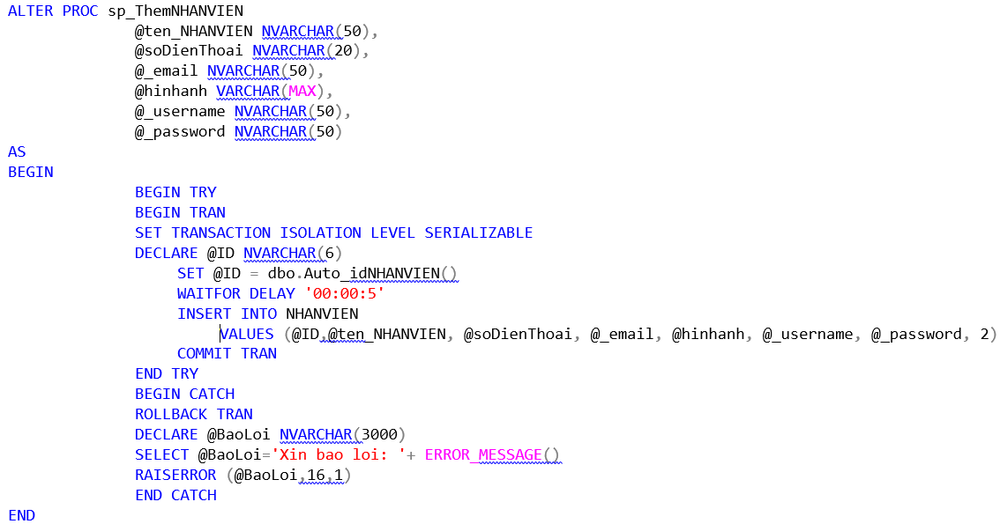 ALTER PROC sp_ThemNHANVIEN
@ten_NHANVIEN NVARCHAR(50),
@soDienThoai NVARCHAR(20),
@_email NVARCHAR(50),
@hinhanh VARCHAR(MAX),
@_username NVARCHAR(50),
@_password NVARCHAR(50)
AS
BEGIN
BEGIN TRY
BEGIN TRAN
SET TRANSACTION ISOLATION LEVEL SERIALIZABLE
DECLARE @ID NVARCHAR(6)
SET @ID = dbo.Auto_idNHANVIEN()
WAITFOR DELAY '00:00:5'
INSERT INTO NHANVIEN
VALUES (@ID,@ten_NHANVIEN, @soDienThoai, @_email, @hinhanh, @_username, @_password, 2)
COMMIT TRAN
END TRY
BEGIN CATCH
ROLLBACK TRAN
DECLARE @BaoLoi NVARCHAR(3000)
SELECT @BaoLoi='Xin bao loi: '+ ERROR_MESSAGE()
RAISERROR (@BaoLoi,16,1)
END CATCH
END